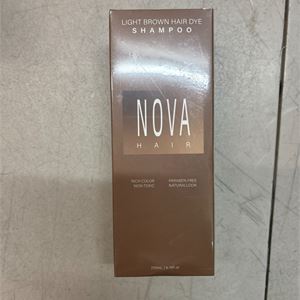 LIGHT BROWN HAIR DYE
SHAMPOO
NOVA
HAIR
RICH COLOR PARABEN-FREE
NON-TOXIC NATURAL LOOK